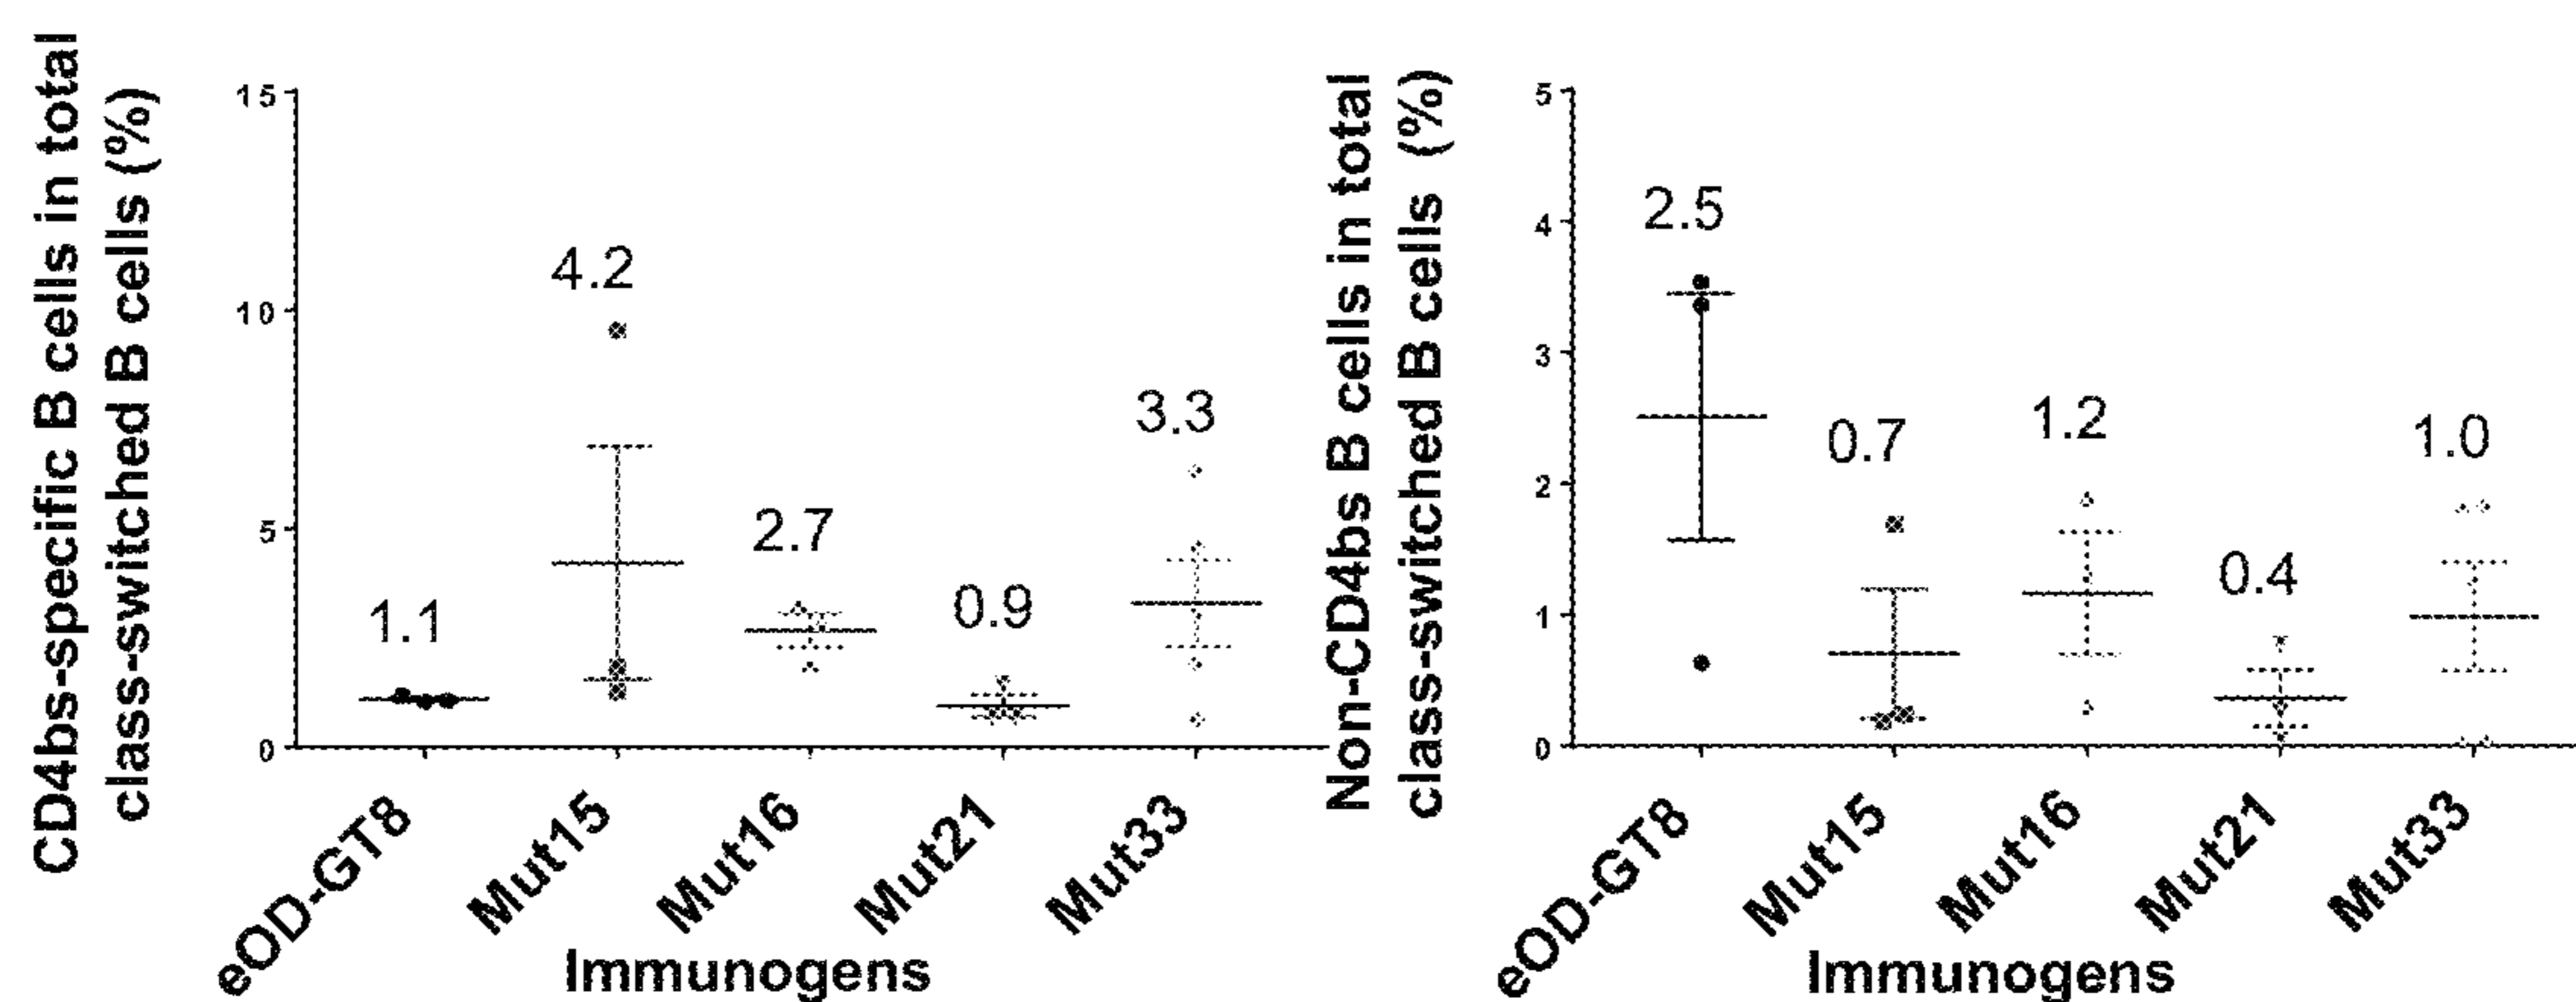 CD4bs-specific B cells in total
class-switched B cells (%)
15
10
5
0
1.1
4.2
2.7
0.9
3.3
eOD-GT8
Mut15
Mut16
Mut21
Mut33
Immunogens
Non-CD4bs B cells in total
class-switched B cells (%)
5
4
3
2
1
0
2.5
0.7
1.2
0.4
1.0
eOD-GT8
Mut15
Mut16
Mut21
Mut33
Immunogens